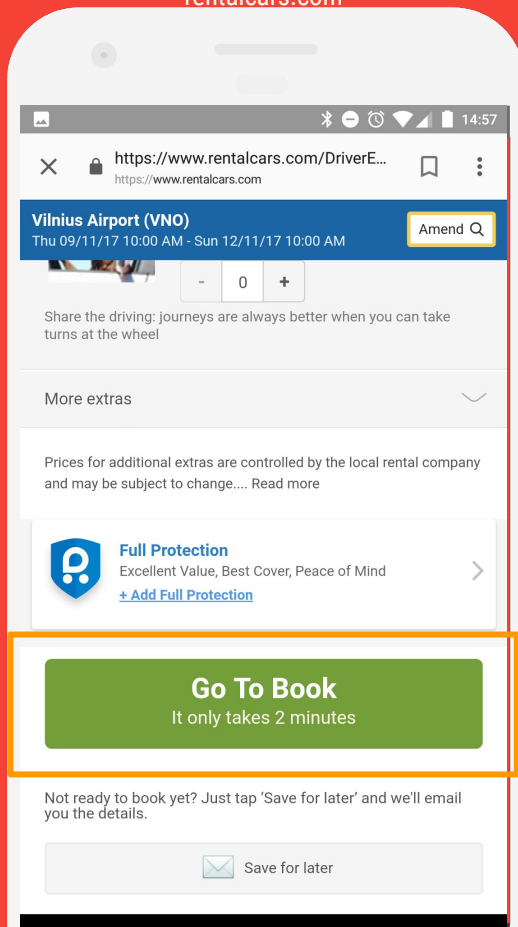 rentalcars.com
14:57
https://www.rentalcars.com/DriverE...
https://www.rentalcars.com
Vilnius Airport (VNO)
Thu 09/11/17 10:00 AM - Sun 12/11/17 10:00 AM
Amend
- 0 +
Share the driving: journeys are always better when you can take
turns at the wheel
More extras
Prices for additional extras are controlled by the local rental company
and may be subject to change.... Read more
Full Protection
Excellent Value, Best Cover, Peace of Mind
+ Add Full Protection
Go To Book
It only takes 2 minutes
Not ready to book yet? Just tap ‘Save for later’ and we'll email
you the details.
Save for later